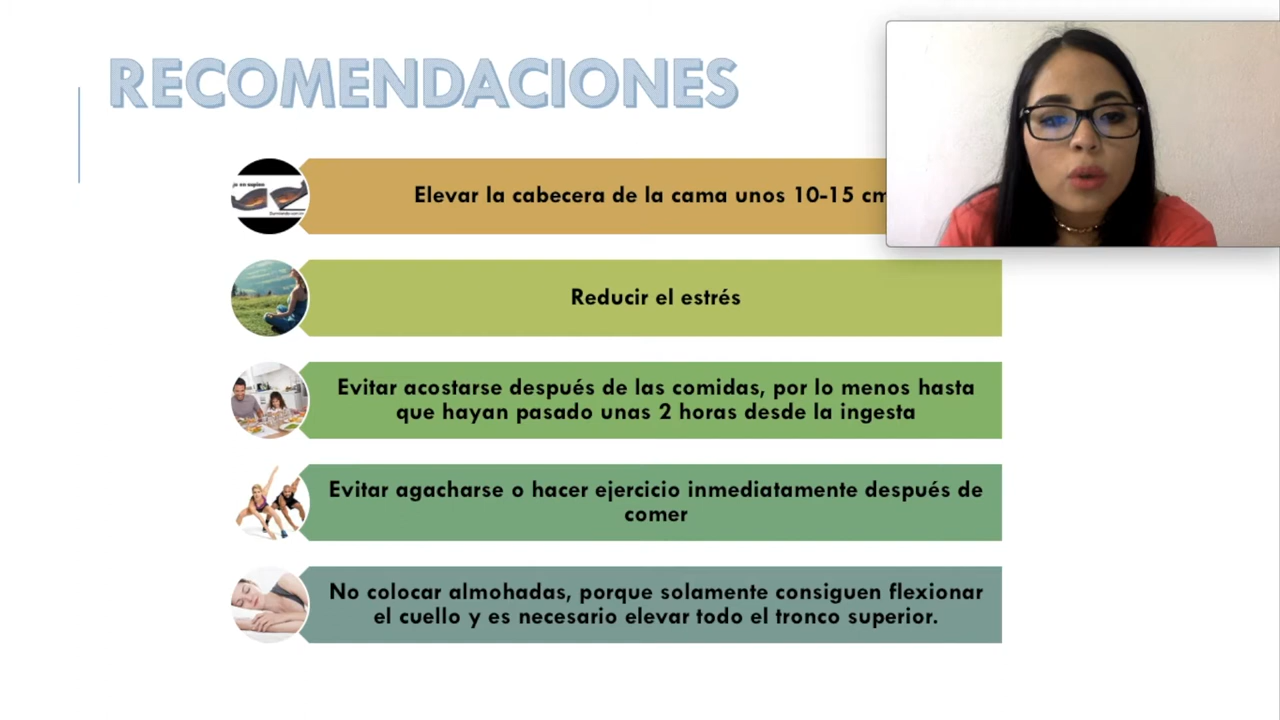 RECOMENDACIONES
Elevar la cabecera de la cama unos 10-15 cm
Reducir el estrés
Evitar acostarse después de las comidas, por lo menos hasta
que hayan pasado unas 2 horas desde la ingesta
Evitar agacharse o hacer ejercicio inmediatamente después de
comer
No colocar almohadas, porque solamente consiguen flexionar
el cuello y es necesario elevar todo el tronco superior.